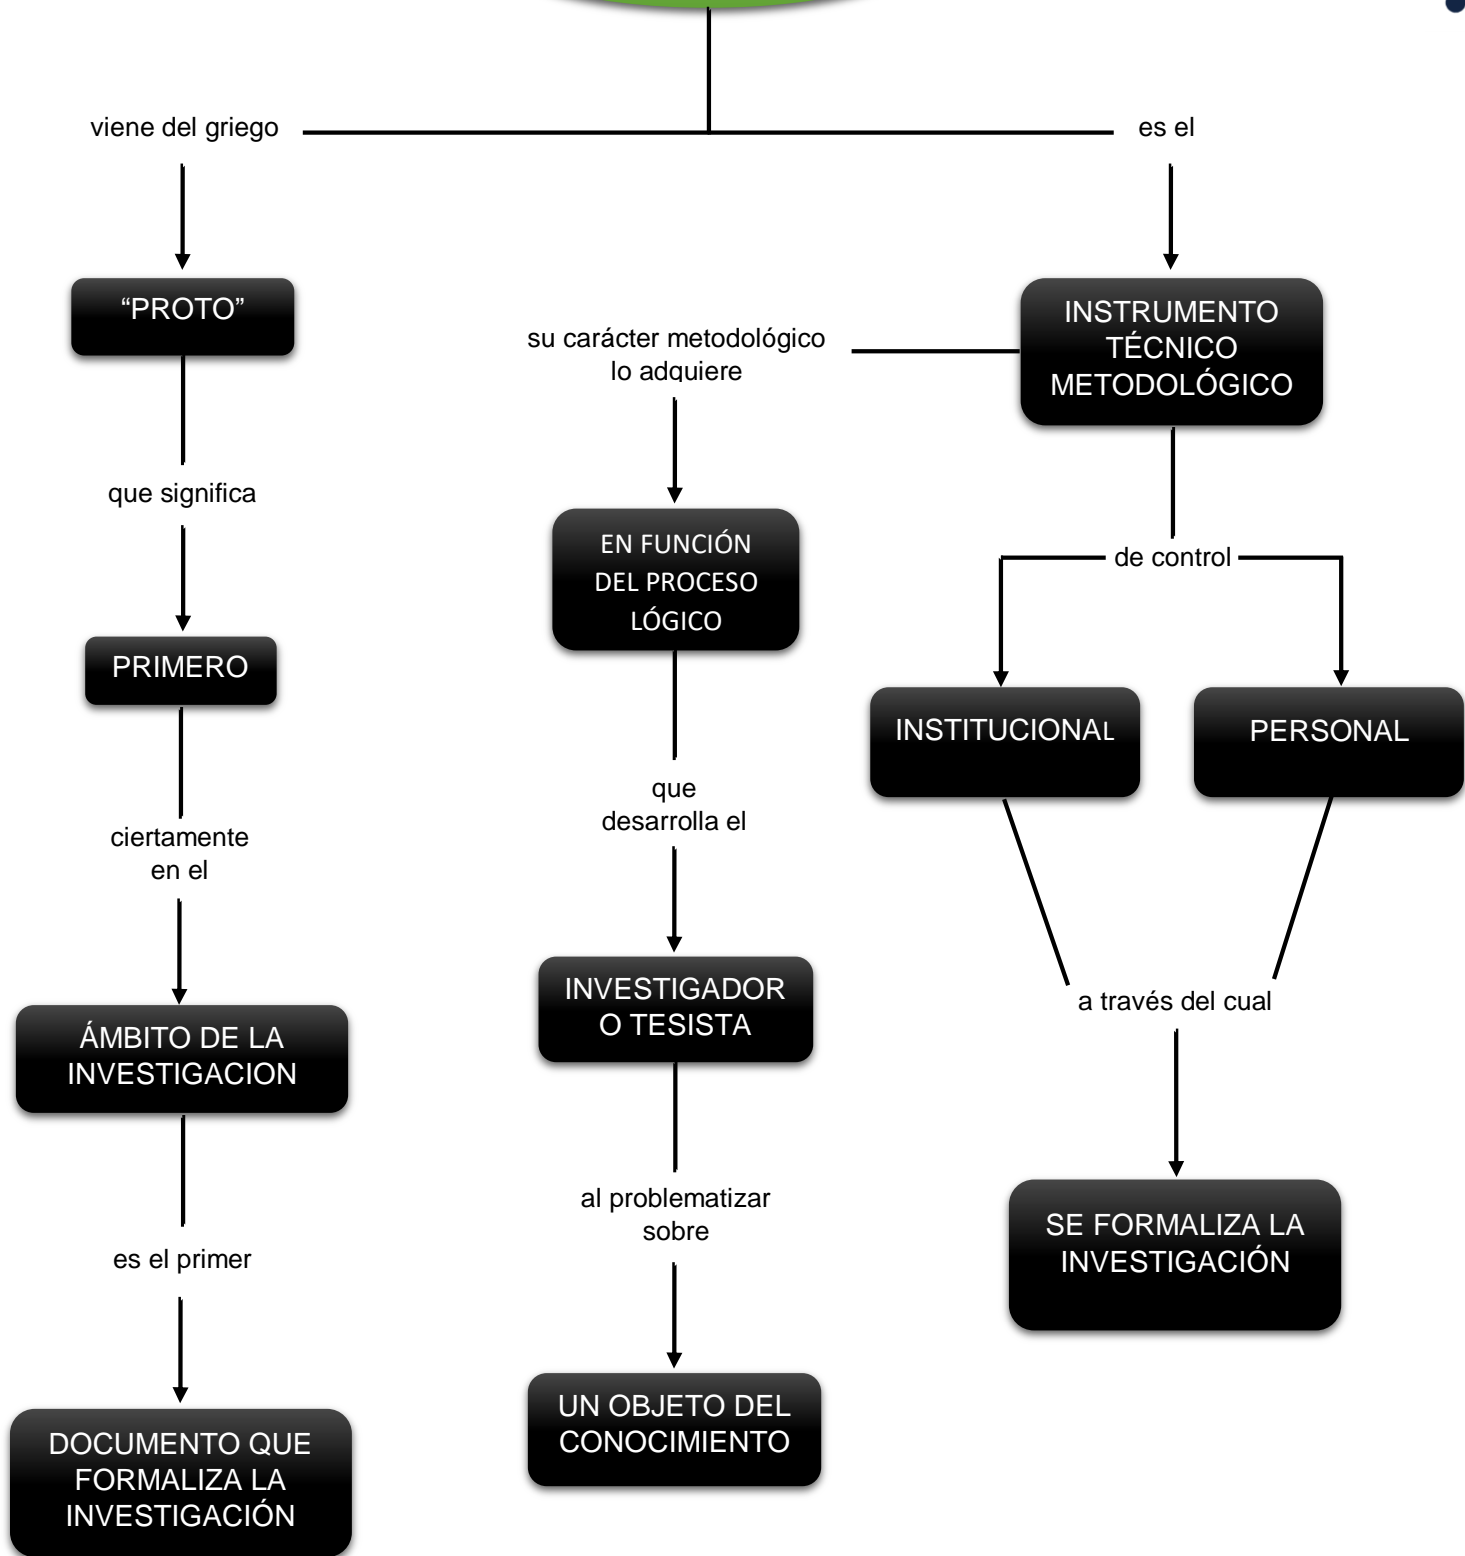 viene del griego
es el
“PROTO”
INSTRUMENTO
TÉCNICO
METODOLÓGICO
su carácter metodológico
lo adquiere
que significa
EN FUNCIÓN
DEL PROCESO
LÓGICO
de control
PRIMERO
INSTITUCIONAL
PERSONAL
que
desarrolla el
ciertamente
en el
INVESTIGADOR
O TESISTA
a través del cual
ÁMBITO DE LA
INVESTIGACION
al problematizar
sobre
SE FORMALIZA LA
INVESTIGACIÓN
es el primer
UN OBJETO DEL
CONOCIMIENTO
DOCUMENTO QUE
FORMALIZA LA
INVESTIGACIÓN